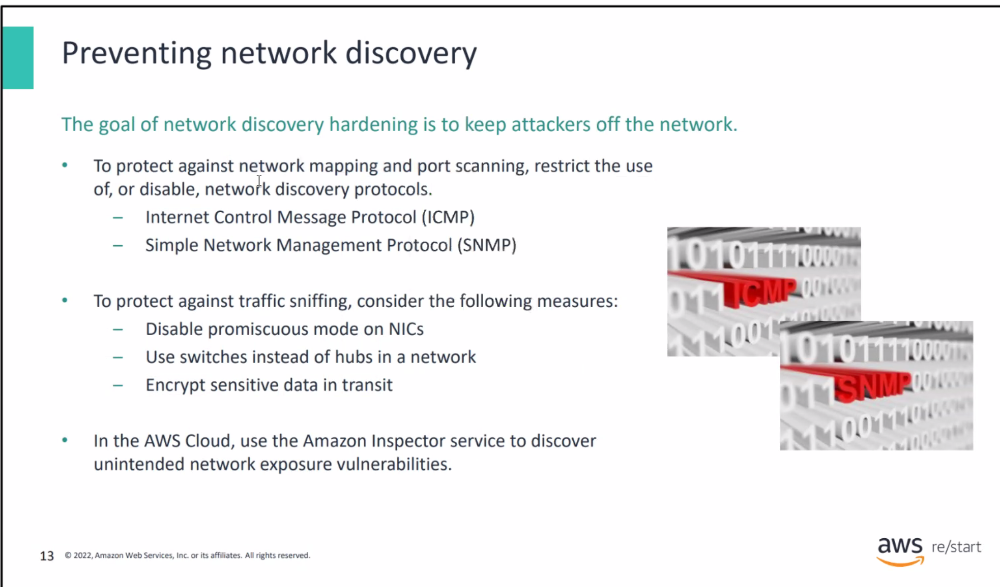 Preventing network discovery
The goal of network discovery hardening is to keep attackers off the network.
• To protect against network mapping and port scanning, restrict the use
of, or disable, network discovery protocols.
– Internet Control Message Protocol (ICMP)
– Simple Network Management Protocol (SNMP)
• To protect against traffic sniffing, consider the following measures:
– Disable promiscuous mode on NICs
– Use switches instead of hubs in a network
– Encrypt sensitive data in transit
• In the AWS Cloud, use the Amazon Inspector service to discover
unintended network exposure vulnerabilities.
ICMP
SNMP
13 © 2022, Amazon Web Services, Inc. or its affiliates. All rights reserved.
aws re/start